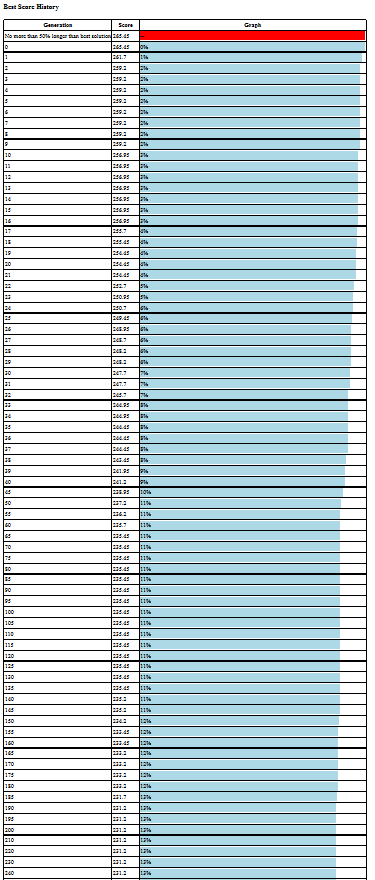 Best Score History
Generation Score Graph
No more than 50% longer than best solution 265.45 --
0 265.45 0%
1 261.7 1%
2 259.2 2%
3 259.2 2%
4 259.2 2%
5 259.2 2%
6 259.2 2%
7 259.2 2%
8 259.2 2%
9 259.2 2%
10 256.95 3%
11 256.95 3%
12 256.95 3%
13 256.95 3%
14 256.95 3%
15 256.95 3%
16 256.95 3%
17 255.7 4%
18 255.45 4%
19 254.45 4%
20 254.45 4%
21 254.45 4%
22 252.7 5%
23 250.95 5%
24 250.7 6%
25 249.45 6%
26 248.95 6%
27 248.7 6%
28 248.2 6%
29 248.2 6%
30 247.7 7%
31 247.7 7%
32 245.7 7%
33 244.95 8%
34 244.95 8%
35 244.45 8%
36 244.45 8%
37 244.45 8%
38 243.45 8%
39 241.95 9%
40 241.2 9%
45 238.95 10%
50 237.2 11%
55 236.2 11%
60 235.7 11%
65 235.45 11%
70 235.45 11%
75 235.45 11%
80 235.45 11%
85 235.45 11%
90 235.45 11%
95 235.45 11%
100 235.45 11%
105 235.45 11%
110 235.45 11%
115 235.45 11%
120 235.45 11%
125 235.45 11%
130 235.45 11%
135 235.45 11%
140 235.2 11%
145 235.2 11%
150 234.2 12%
155 233.45 12%
160 233.45 12%
165 233.2 12%
170 233.2 12%
175 233.2 12%
180 233.2 12%
185 231.7 13%
190 231.2 13%
195 231.2 13%
200 231.2 13%
210 231.2 13%
220 231.2 13%
230 231.2 13%
240 231.2 13%